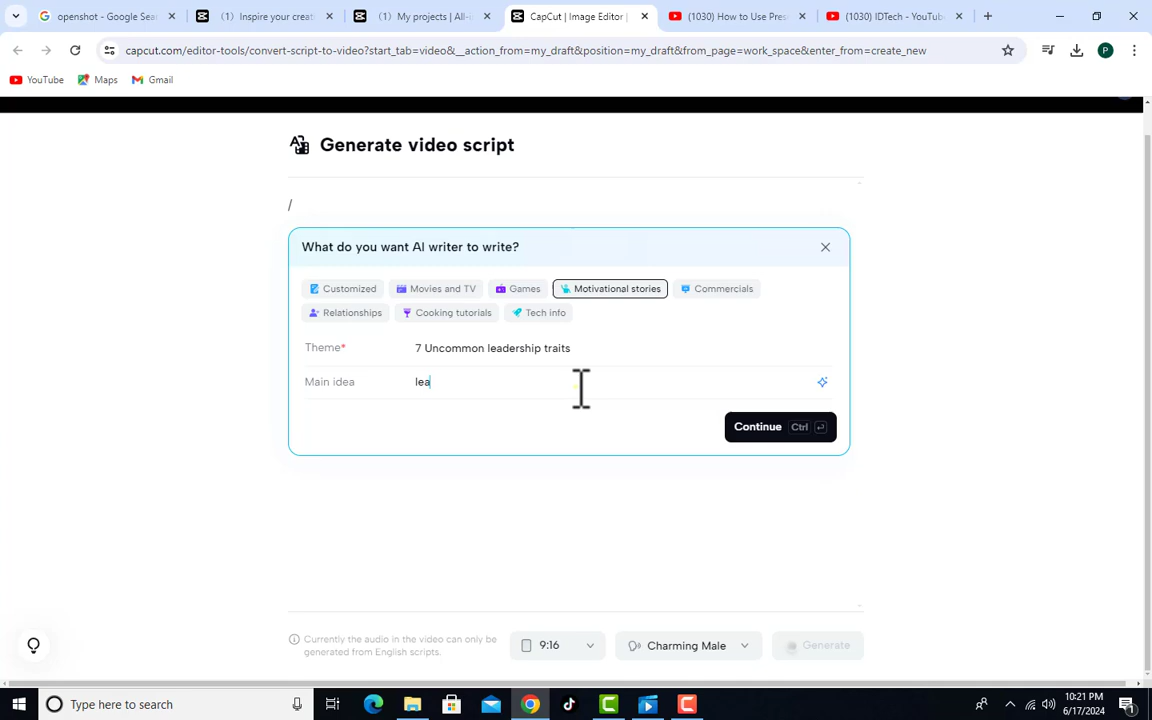 openshot - Google Sear
(1) Inspire your creati
(1) My projects | All-i
CapCut | Image Editor |
(1030) How to Use Pres
(1030) IDTech - YouTube
capcut.com/editor-tools/convert-script-to-video?start_tab=video&__action_from=my_draft&position=my_draft&from_page=work_space&enter_from=create_new
P
YouTube
Maps
Gmail
Generate video script
/
What do you want AI writer to write?
Customized
Movies and TV
Games
Motivational stories
Commercials
Relationships
Cooking tutorials
Tech info
Theme*
7 Uncommon leadership traits
Main idea
lea
Continue Ctrl
Currently the audio in the video can only be
generated from English scripts.
9:16
Charming Male
Generate
Type here to search
10:21 PM
6/17/2024
1